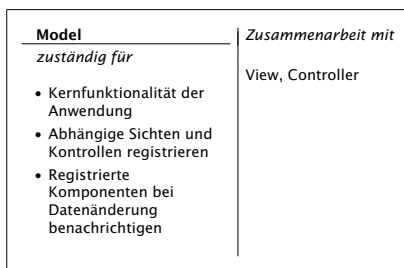 Model
zuständig für
• Kernfunktionalität der
Anwendung
• Abhängige Sichten und
Kontrollen registrieren
• Registrierte
Komponenten bei
Datenänderung
benachrichtigen
Zusammenarbeit mit
View, Controller